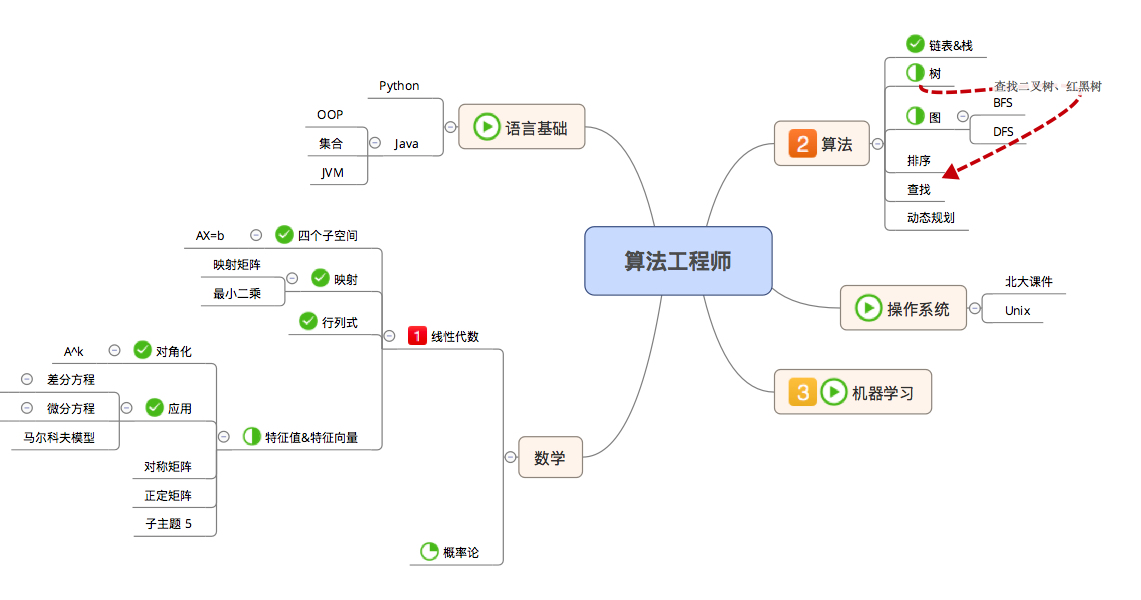 算法工程师
语言基础
Python
Java
OOP
集合
JVM
数学
1 线性代数
四个子空间
AX=b
映射
映射矩阵
最小二乘
行列式
特征值&特征向量
对角化
A^k
应用
差分方程
微分方程
马尔科夫模型
对称矩阵
正定矩阵
子主题 5
概率论
2 算法
链表&栈
树
查找二叉树、红黑树
图
BFS
DFS
排序
查找
动态规划
操作系统
北大课件
Unix
3 机器学习